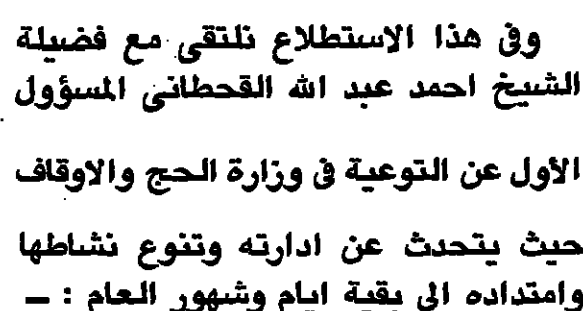 وفى هذا الاستطلاع نلتقى مع فضيلة
الشيخ احمد عبد الله القحطانى المسؤول
الأول عن التوعية فى وزارة الحج والاوقاف
حيث يتحدث عن ادارته وتنوع نشاطها
وامتداده الى بقية ايام وشهور العام : ــ